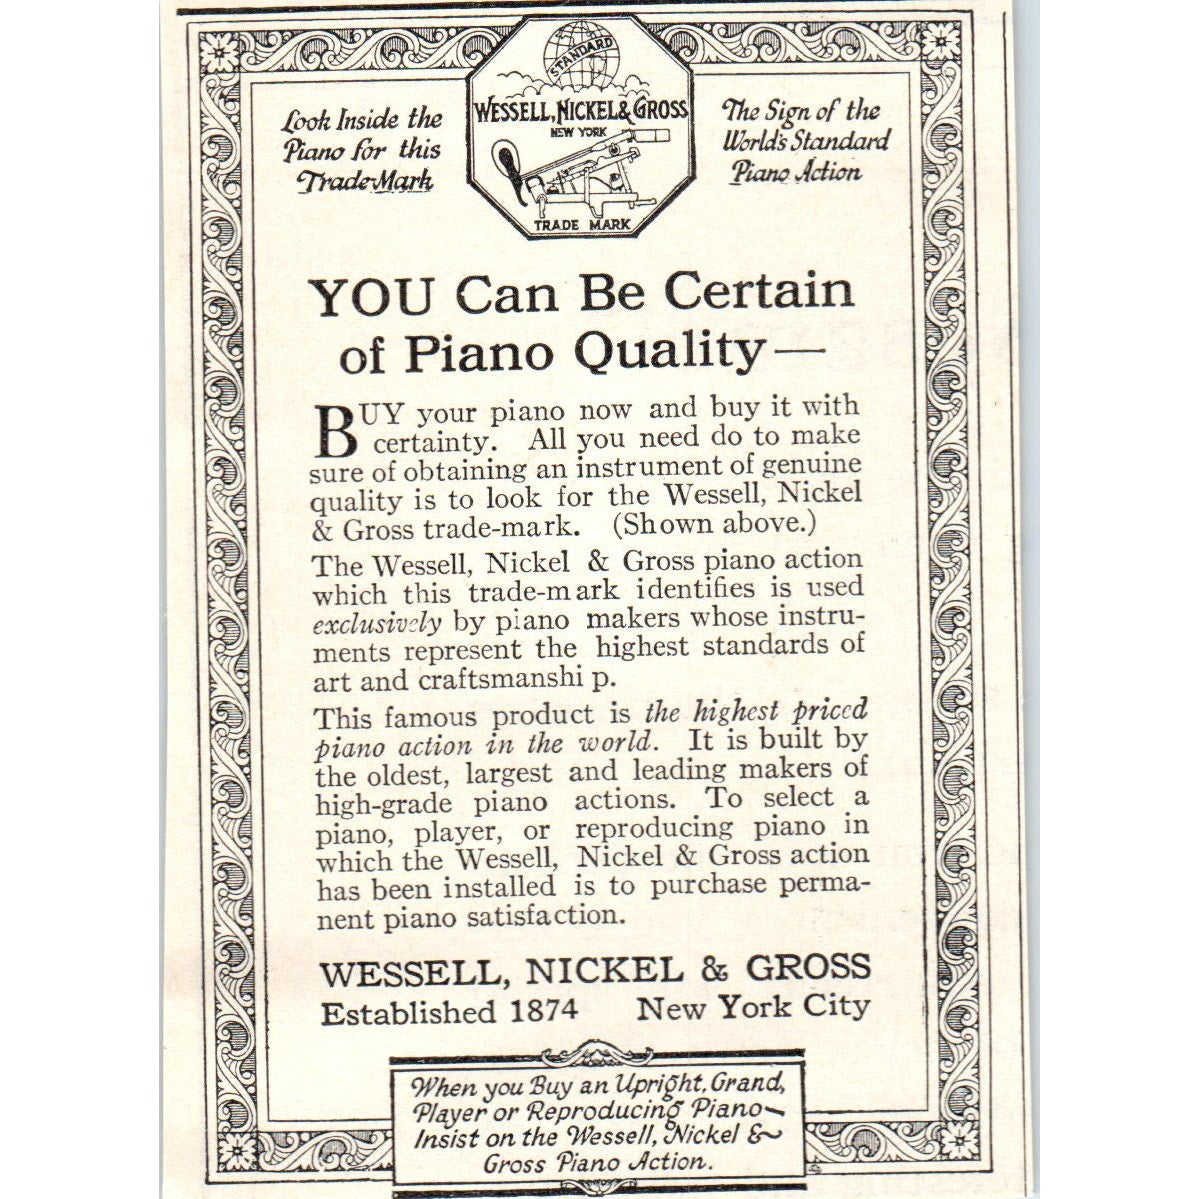 Look Inside the
Piano for this
Trade-Mark
STANDARD
WESSELL, NICKEL & GROSS
NEW YORK
TRADE MARK
The Sign of the
World's Standard
Piano Action
YOU Can Be Certain
of Piano Quality—
BUY your piano now and buy it with
certainty. All you need do to make
sure of obtaining an instrument of genuine
quality is to look for the Wessell, Nickel
& Gross trade-mark. (Shown above.)
The Wessell, Nickel & Gross piano action
which this trade-mark identifies is used
exclusively by piano makers whose instru-
ments represent the highest standards of
art and craftsmanshi p.
This famous product is the highest priced
piano action in the world. It is built by
the oldest, largest and leading makers of
high-grade piano actions. To select a
piano, player, or reproducing piano in
which the Wessell, Nickel & Gross action
has been installed is to purchase perma-
nent piano satisfaction.
WESSELL, NICKEL & GROSS
Established 1874 New York City
When you Buy an Upright, Grand,
Player or Reproducing Piano—
Insist on the Wessell, Nickel &
Gross Piano Action.